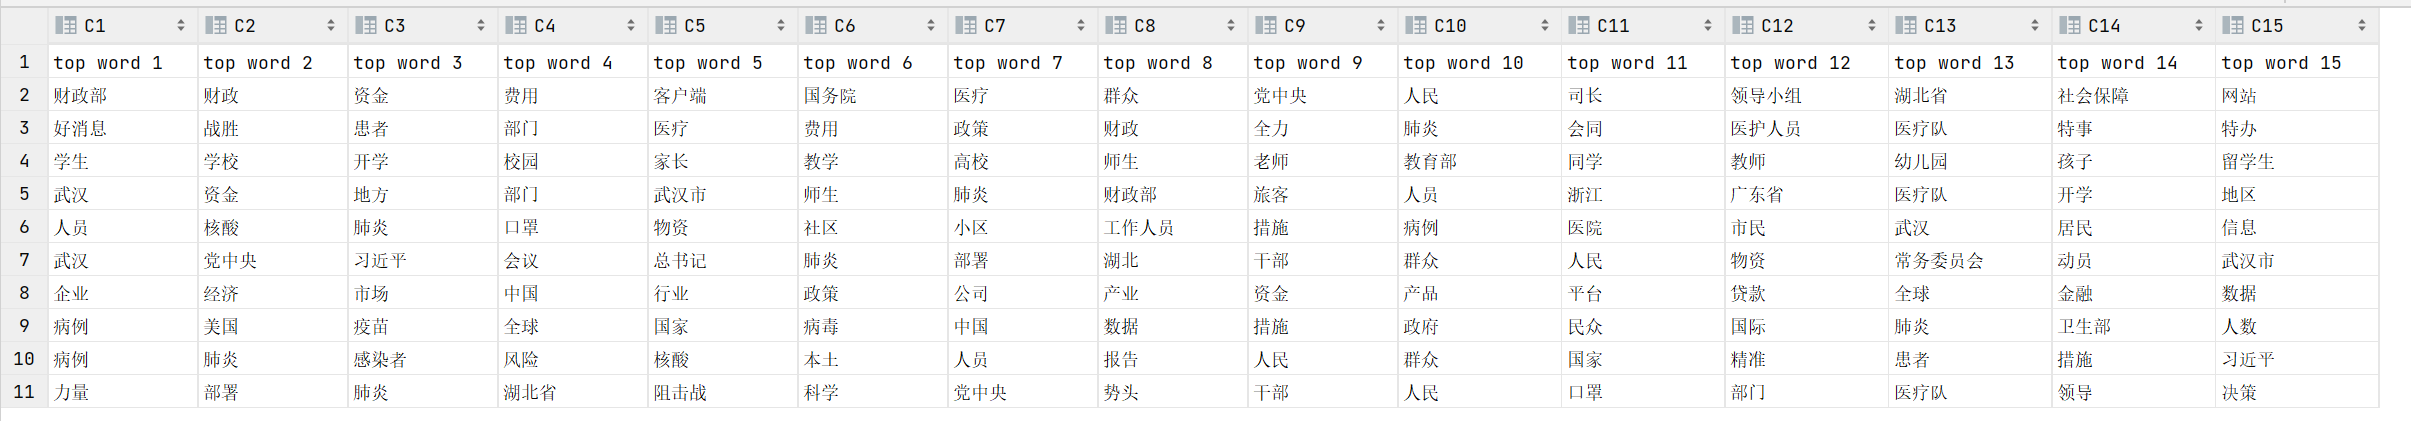 C1 C2 C3 C4 C5 C6 C7 C8 C9 C10 C11 C12 C13 C14 C15
1 top word 1 top word 2 top word 3 top word 4 top word 5 top word 6 top word 7 top word 8 top word 9 top word 10 top word 11 top word 12 top word 13 top word 14 top word 15
2 财政部 财政 资金 费用 客户端 国务院 医疗 群众 党中央 人民 司长 领导小组 湖北省 社会保障 网站
3 好消息 战胜 患者 部门 医疗 费用 政策 财政 全力 肺炎 会同 医护人员 医疗队 特事 特办
4 学生 学校 开学 校园 家长 教学 高校 师生 老师 教育部 同学 教师 幼儿园 孩子 留学生
5 武汉 资金 地方 部门 武汉市 师生 肺炎 财政部 旅客 人员 浙江 广东省 医疗队 开学 地区
6 人员 核酸 肺炎 口罩 物资 社区 小区 工作人员 措施 病例 医院 市民 武汉 居民 信息
7 武汉 党中央 习近平 会议 总书记 肺炎 部署 湖北 干部 群众 人民 物资 常务委员会 动员 武汉市
8 企业 经济 市场 中国 行业 政策 公司 产业 资金 产品 平台 贷款 全球 金融 数据
9 病例 美国 疫苗 全球 国家 病毒 中国 数据 措施 政府 民众 国际 肺炎 卫生部 人数
10 病例 肺炎 感染者 风险 核酸 本土 人员 报告 人民 群众 国家 精准 患者 措施 习近平
11 力量 部署 肺炎 湖北省 阻击战 科学 党中央 势头 干部 人民 口罩 部门 医疗队 领导 决策